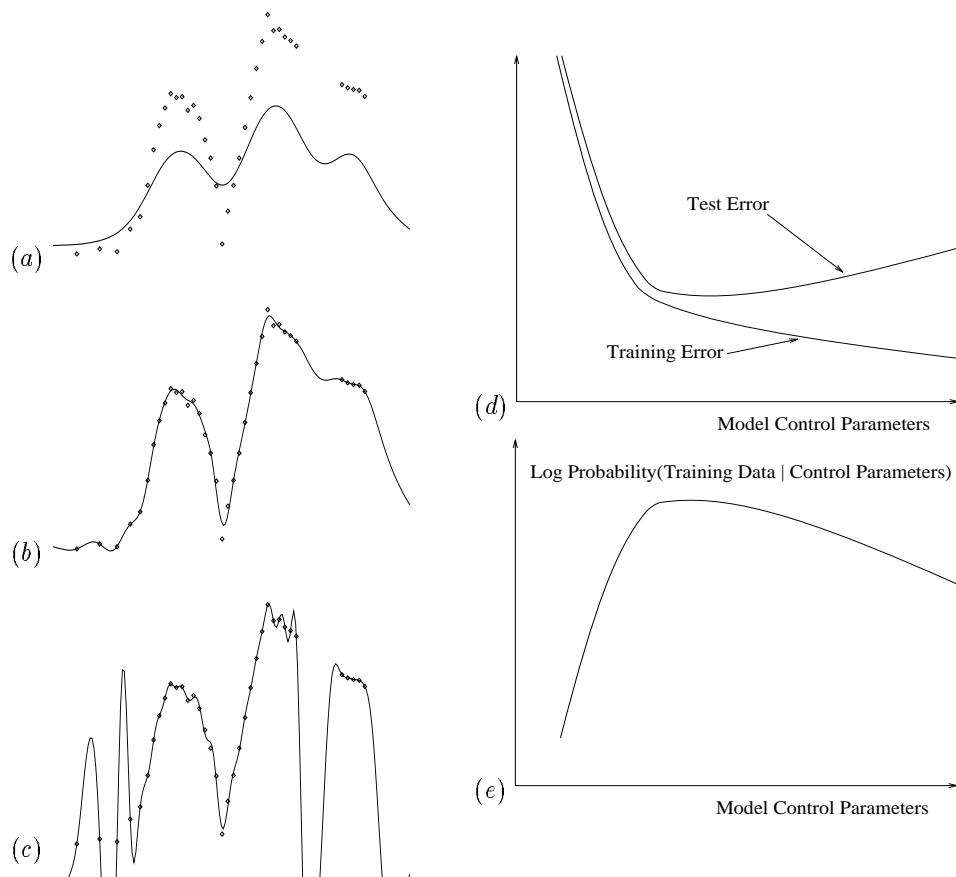 (a)
(b)
(c)
Test Error
Training Error
(d)
Model Control Parameters
Log Probability(Training Data | Control Parameters)
(e)
Model Control Parameters